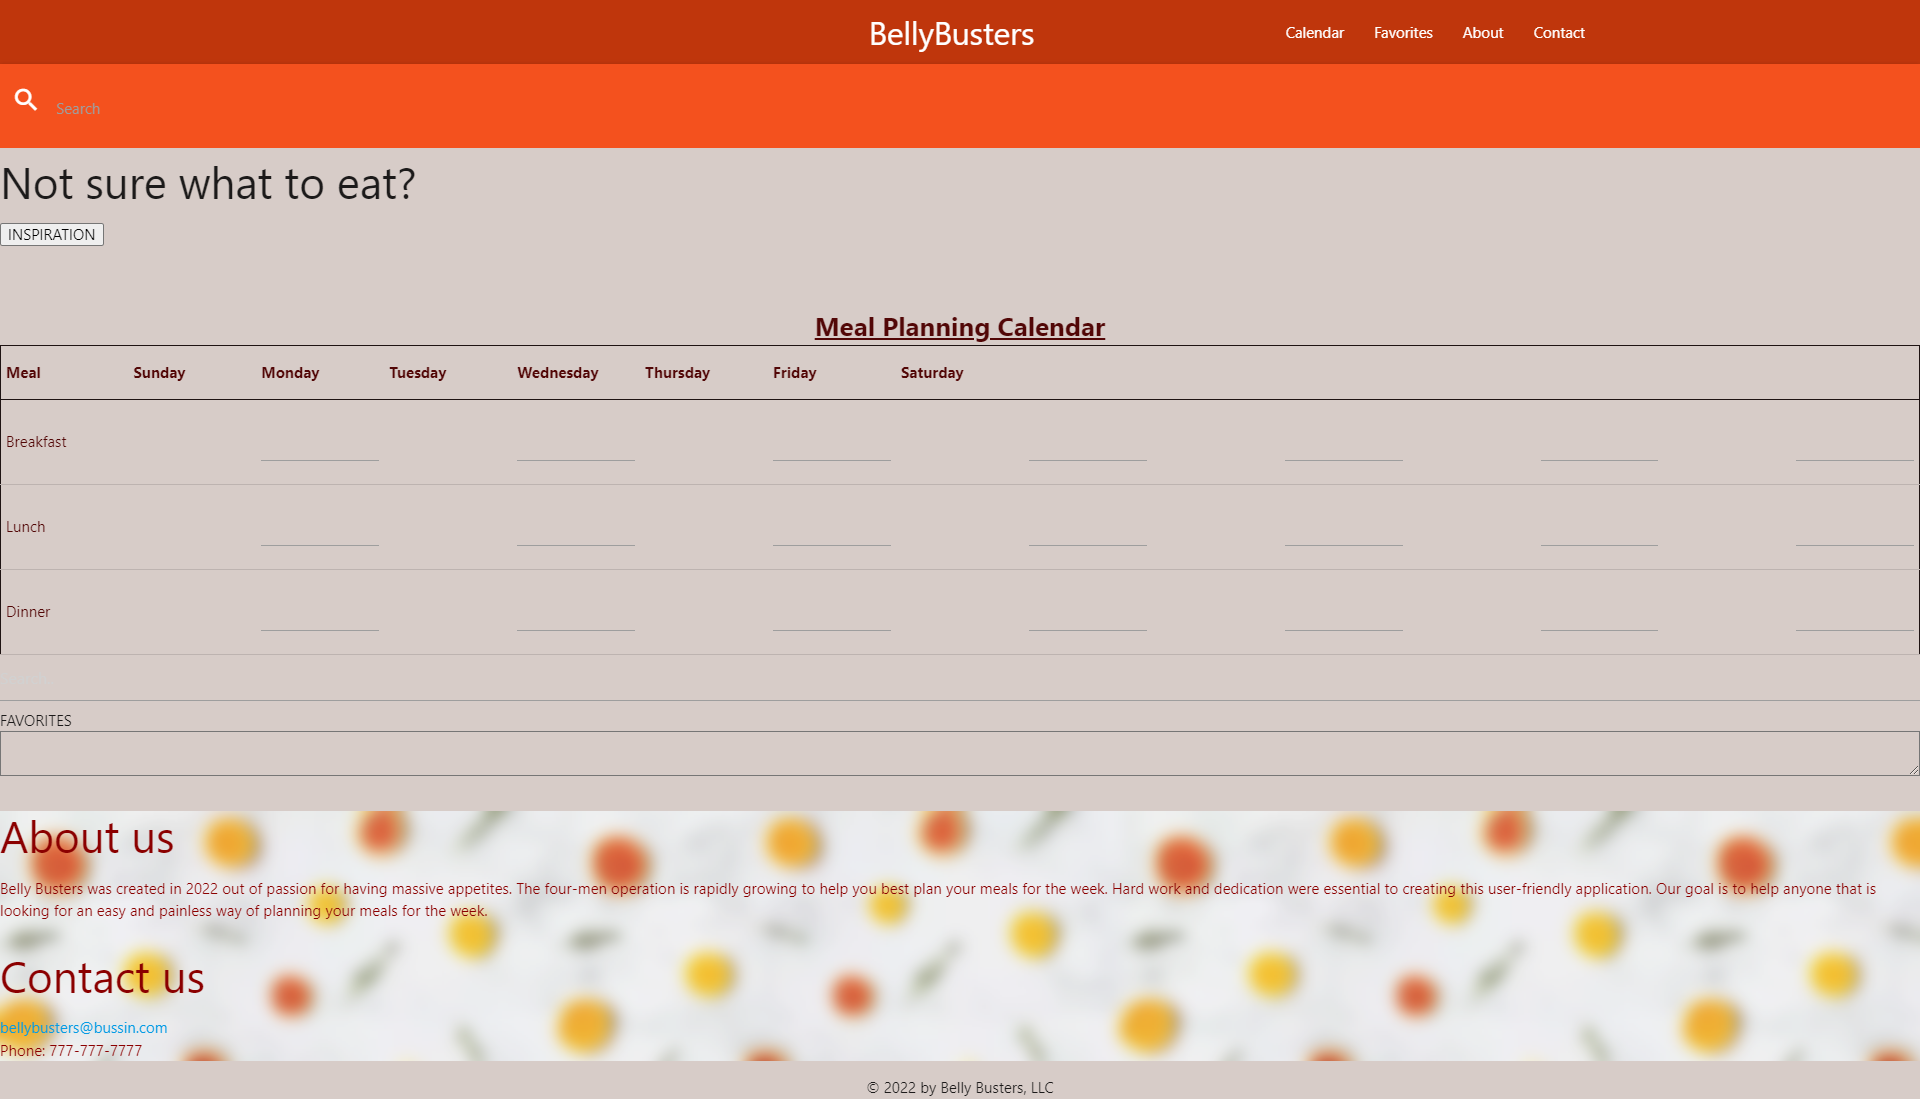 BellyBusters
Calendar Favorites About Contact
Search
Not sure what to eat?
INSPIRATION
Meal Planning Calendar
Meal Sunday Monday Tuesday Wednesday Thursday Friday Saturday
Breakfast
Lunch
Dinner
FAVORITES
About us
Belly Busters was created in 2022 out of passion for having massive appetites. The four-men operation is rapidly growing to help you best plan your meals for the week. Hard work and dedication were essential to creating this user-friendly application. Our goal is to help anyone that is
looking for an easy and painless way of planning your meals for the week.
Contact us
bellybusters@bussin.com
Phone: 777-777-7777
© 2022 by Belly Busters, LLC